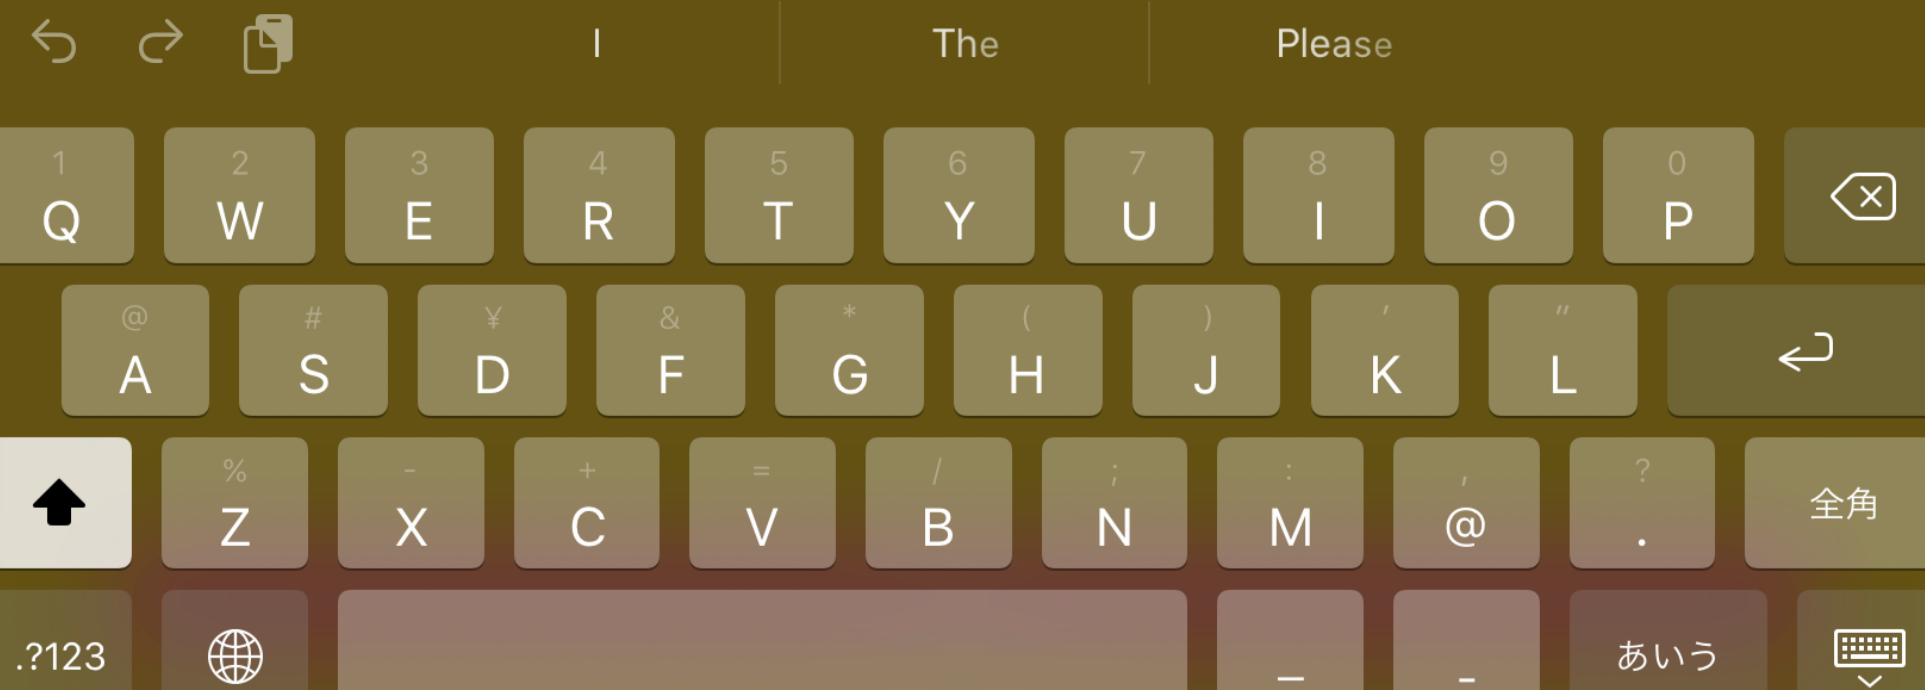 I The Please
1 2 3 4 5 6 7 8 9 0
Q W E R T Y U I O P
@ # ¥ & * ( ) ′ ″
A S D F G H J K L
% - + = / ; : , ?
Z X C V B N M @ . 全角
.?123 _ - あいう